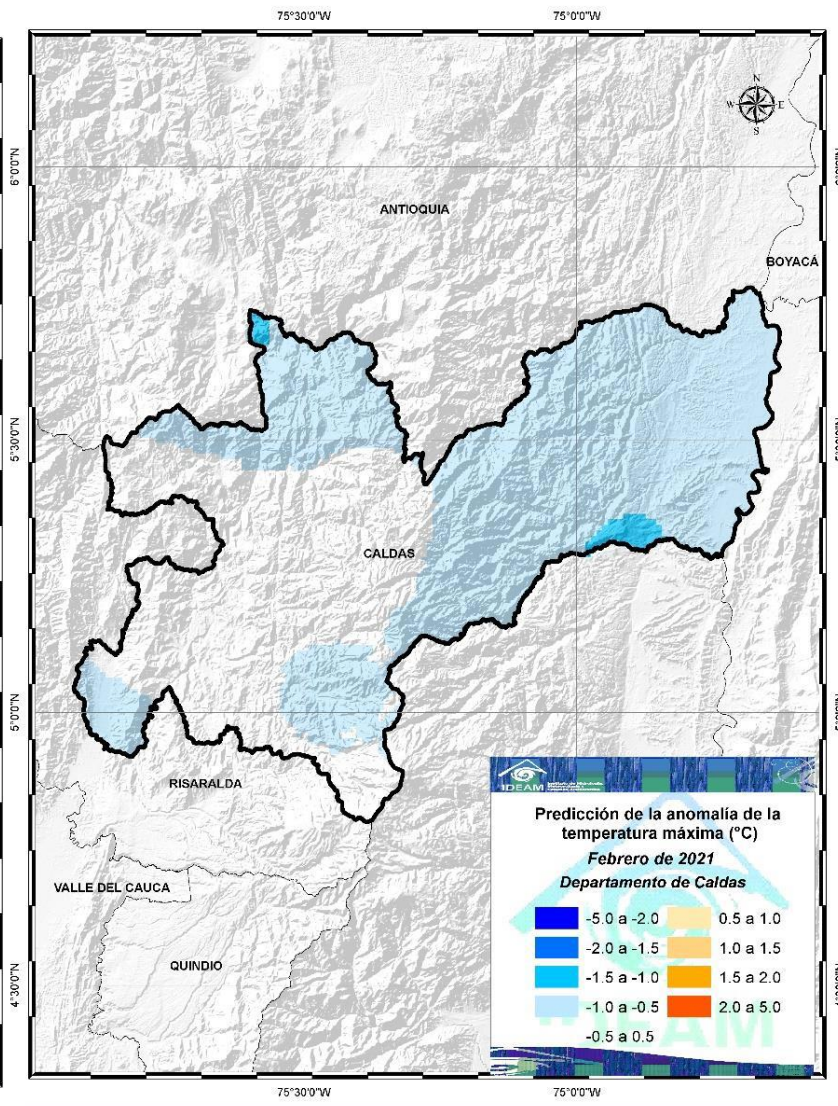 75°30'0"W
75°0'0"W
N
W
E
S
6°0'0"N
ANTIOQUIA
BOYACÁ
5°30'0"N
CALDAS
5°0'0"N
RISARALDA
VALLE DEL CAUCA
QUINDIO
4°30'0"N
IDEAM
Predicción de la anomalía de la
temperatura máxima (°C)
Febrero de 2021
Departamento de Caldas
-5.0 a -2.0
0.5 a 1.0
-2.0 a -1.5
1.0 a 1.5
-1.5 a -1.0
1.5 a 2.0
-1.0 a -0.5
2.0 a 5.0
-0.5 a 0.5
IDEAM
75°30'0"W
75°0'0"W